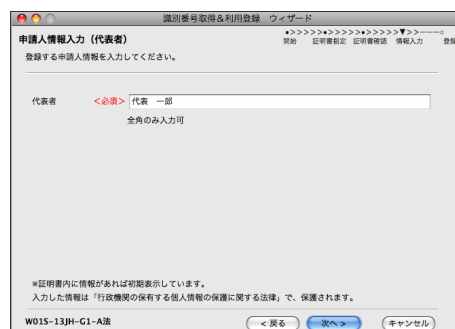 識別番号取得&利用登録 ウィザード
申請人情報入力（代表者）
•>>>>>•>>>>>•>>>>>▼>>−−−○
開始 証明書指定 証明書確認 情報入力 登録
登録する申請人情報を入力してください。
代表者 <必須> 代表　一郎
全角のみ入力可
※証明書内に情報があれば初期表示しています。
入力した情報は「行政機関の保有する個人情報の保護に関する法律」で、保護されます。
W01S-13JH-G1-A法 < 戻る 次へ > キャンセル